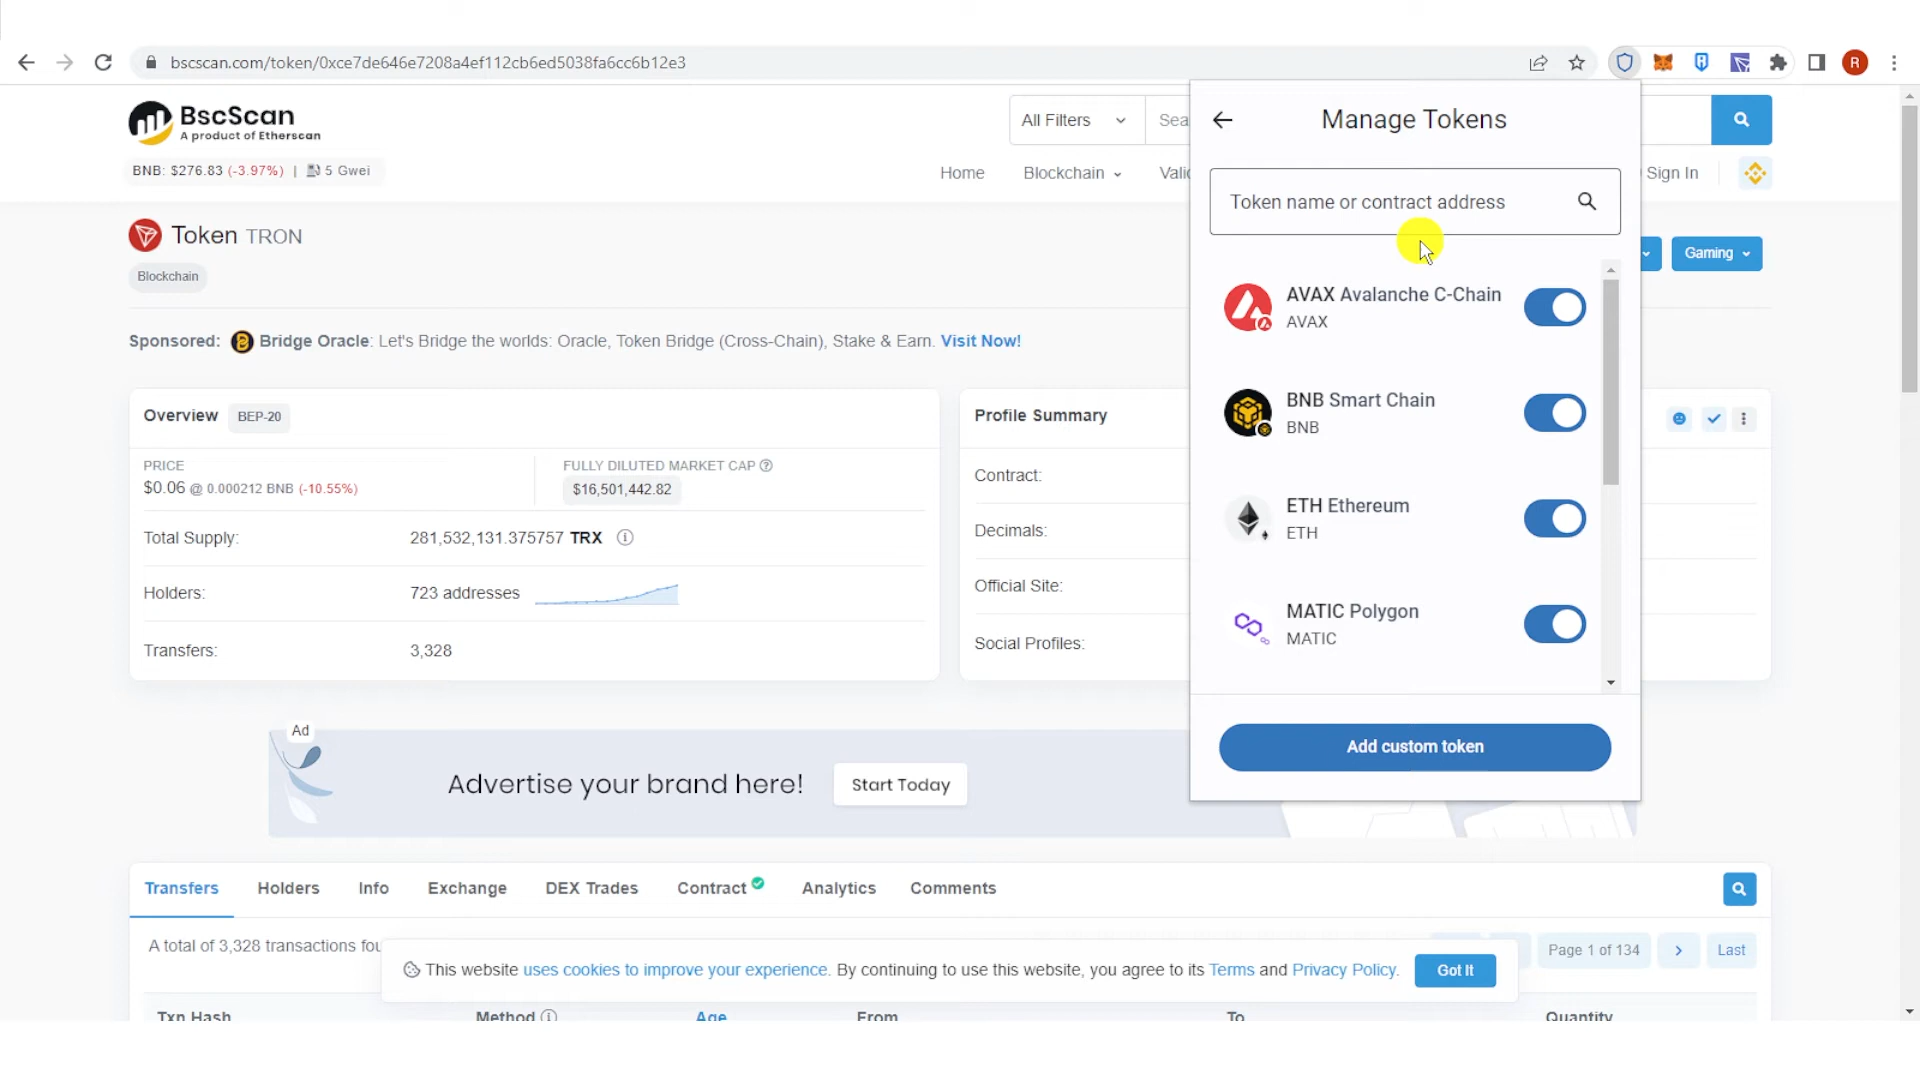 bscscan.com/token/0xce7de646e7208a4ef112cb6ed5038fa6cc6b12e3
R
BscScan
A product of Etherscan
All Filters
Sea
BNB: $276.83 (-3.97%) | 5 Gwei
Home
Blockchain
Valid
Sign In
Token TRON
Blockchain
Gaming
Sponsored: Bridge Oracle: Let's Bridge the worlds: Oracle, Token Bridge (Cross-Chain), Stake & Earn. Visit Now!
Overview BEP-20
PRICE
$0.06 @ 0.000212 BNB (-10.55%)
FULLY DILUTED MARKET CAP
$16,501,442.82
Total Supply: 281,532,131.375757 TRX
Holders: 723 addresses
Transfers: 3,328
Profile Summary
Contract:
Decimals:
Official Site:
Social Profiles:
Manage Tokens
Token name or contract address
AVAX Avalanche C-Chain
AVAX
BNB Smart Chain
BNB
ETH Ethereum
ETH
MATIC Polygon
MATIC
Add custom token
Ad
Advertise your brand here!
Start Today
Transfers Holders Info Exchange DEX Trades Contract Analytics Comments
A total of 3,328 transactions fou
Page 1 of 134
Last
This website uses cookies to improve your experience. By continuing to use this website, you agree to its Terms and Privacy Policy.
Got It
Txn Hash Method Age From To Quantity